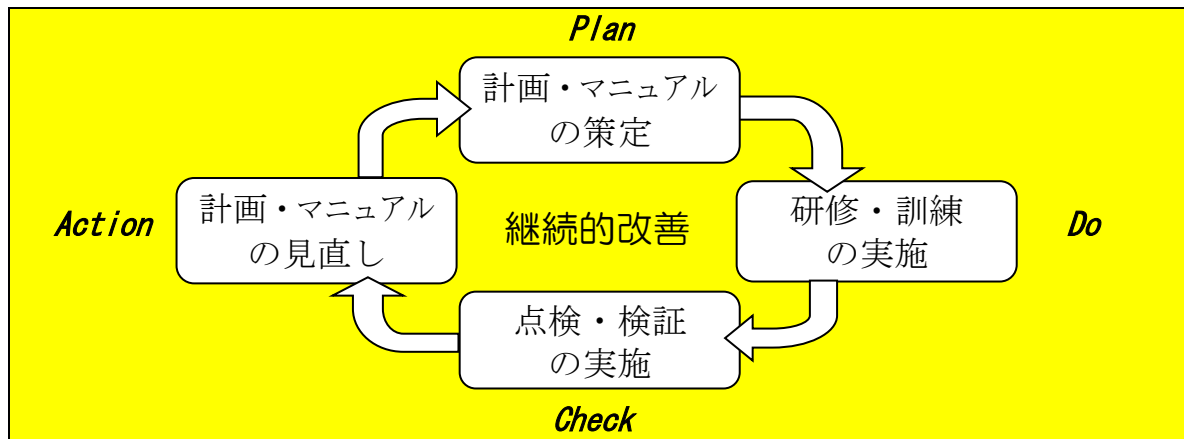 Plan
計画・マニュアル
の策定
Action
計画・マニュアル
の見直し
継続的改善
研修・訓練
の実施
Do
点検・検証
の実施
Check